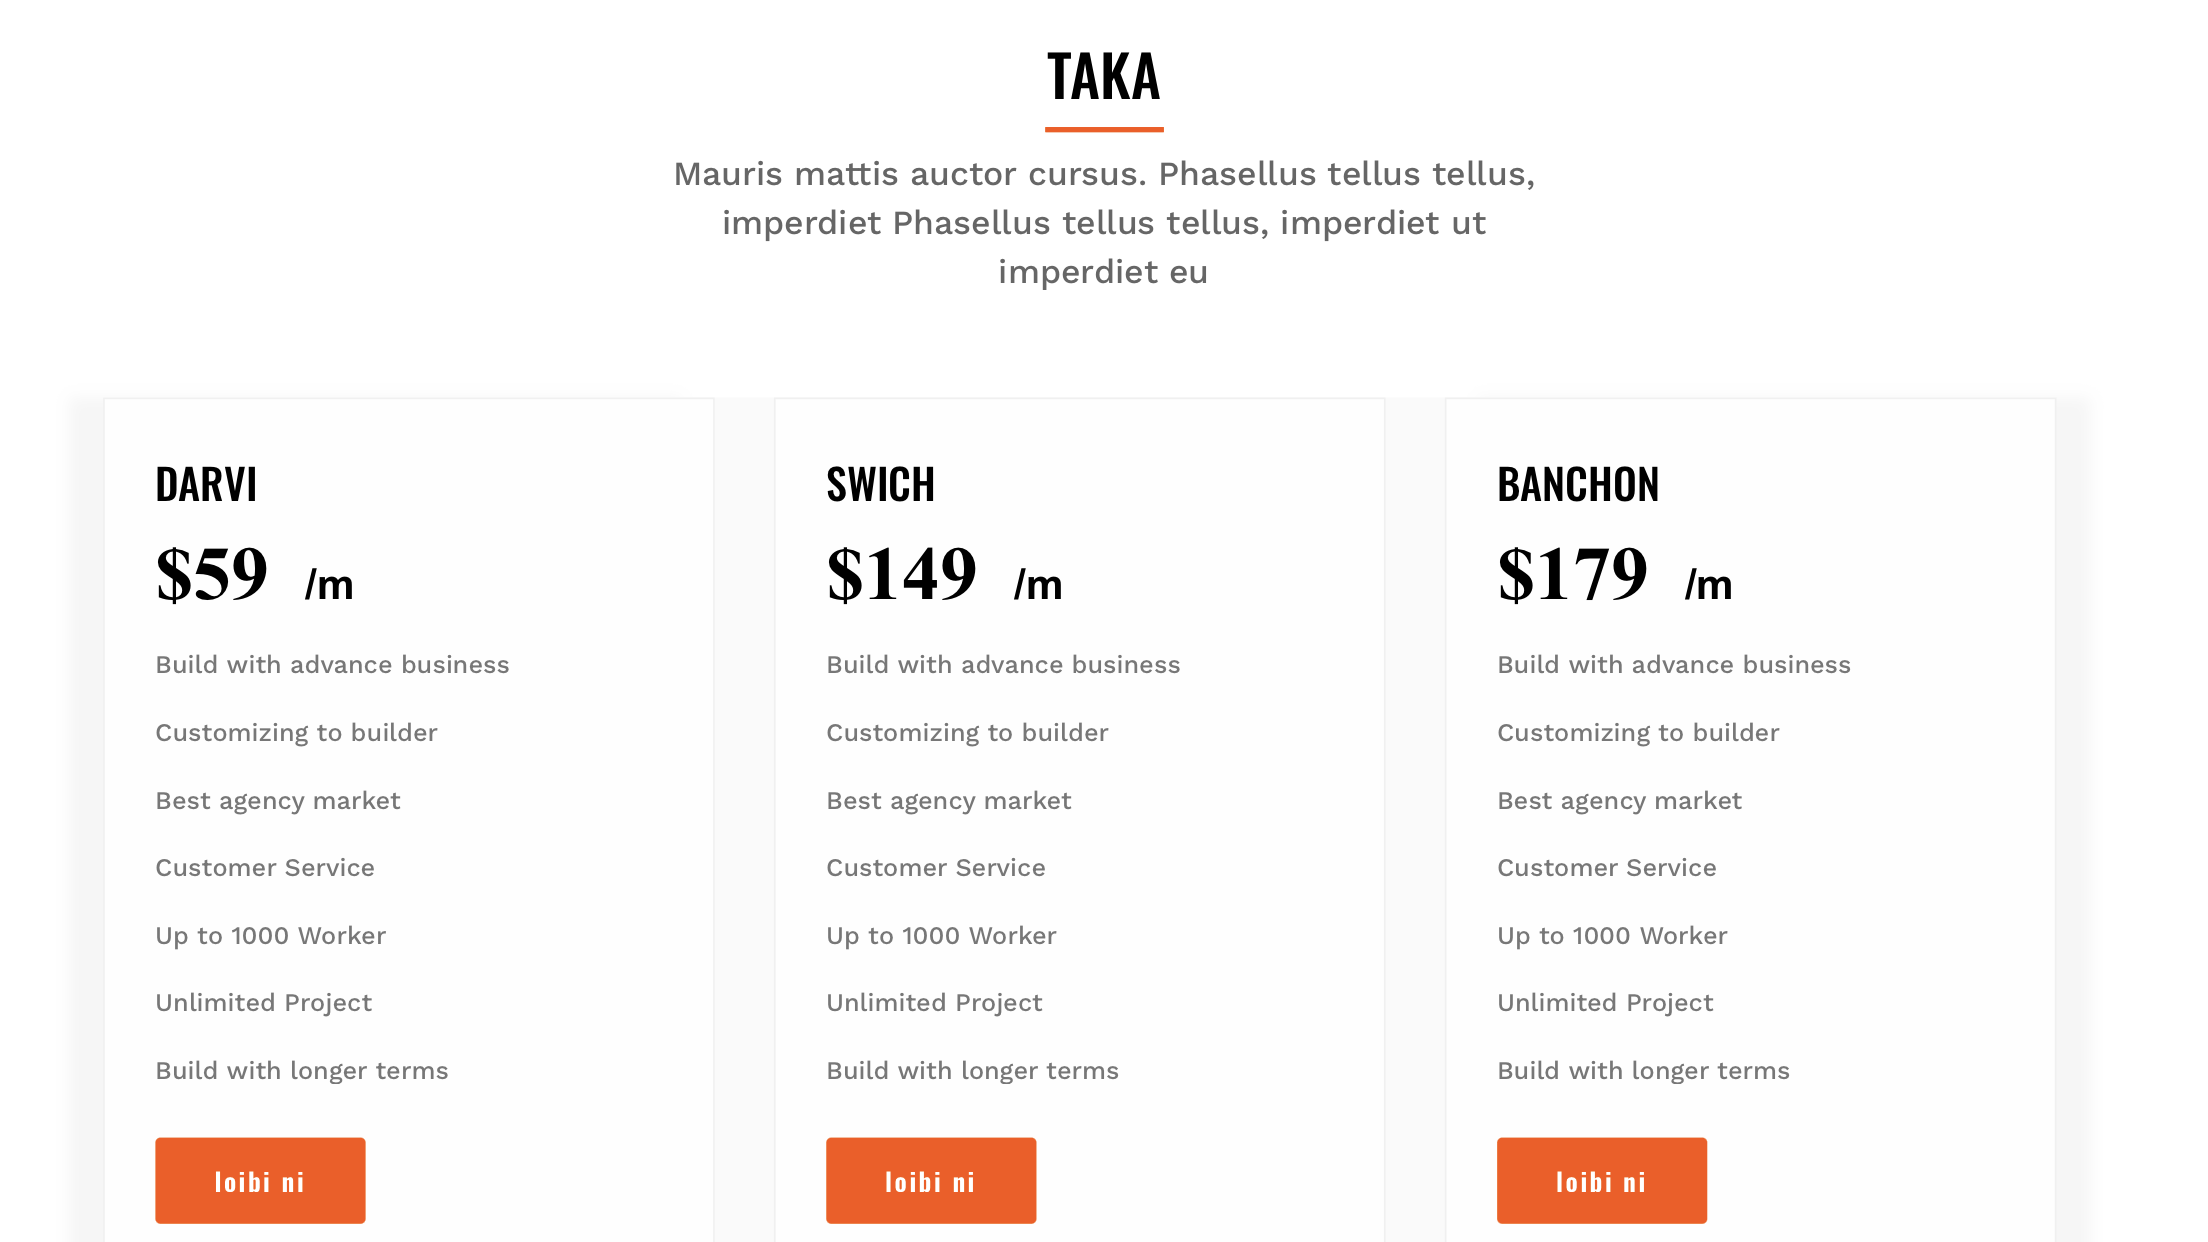 TAKA
Mauris mattis auctor cursus. Phasellus tellus tellus,
imperdiet Phasellus tellus tellus, imperdiet ut
imperdiet eu
DARVI
$59 /m
Build with advance business
Customizing to builder
Best agency market
Customer Service
Up to 1000 Worker
Unlimited Project
Build with longer terms
loibi ni
SWICH
$149 /m
Build with advance business
Customizing to builder
Best agency market
Customer Service
Up to 1000 Worker
Unlimited Project
Build with longer terms
loibi ni
BANCHON
$179 /m
Build with advance business
Customizing to builder
Best agency market
Customer Service
Up to 1000 Worker
Unlimited Project
Build with longer terms
loibi ni